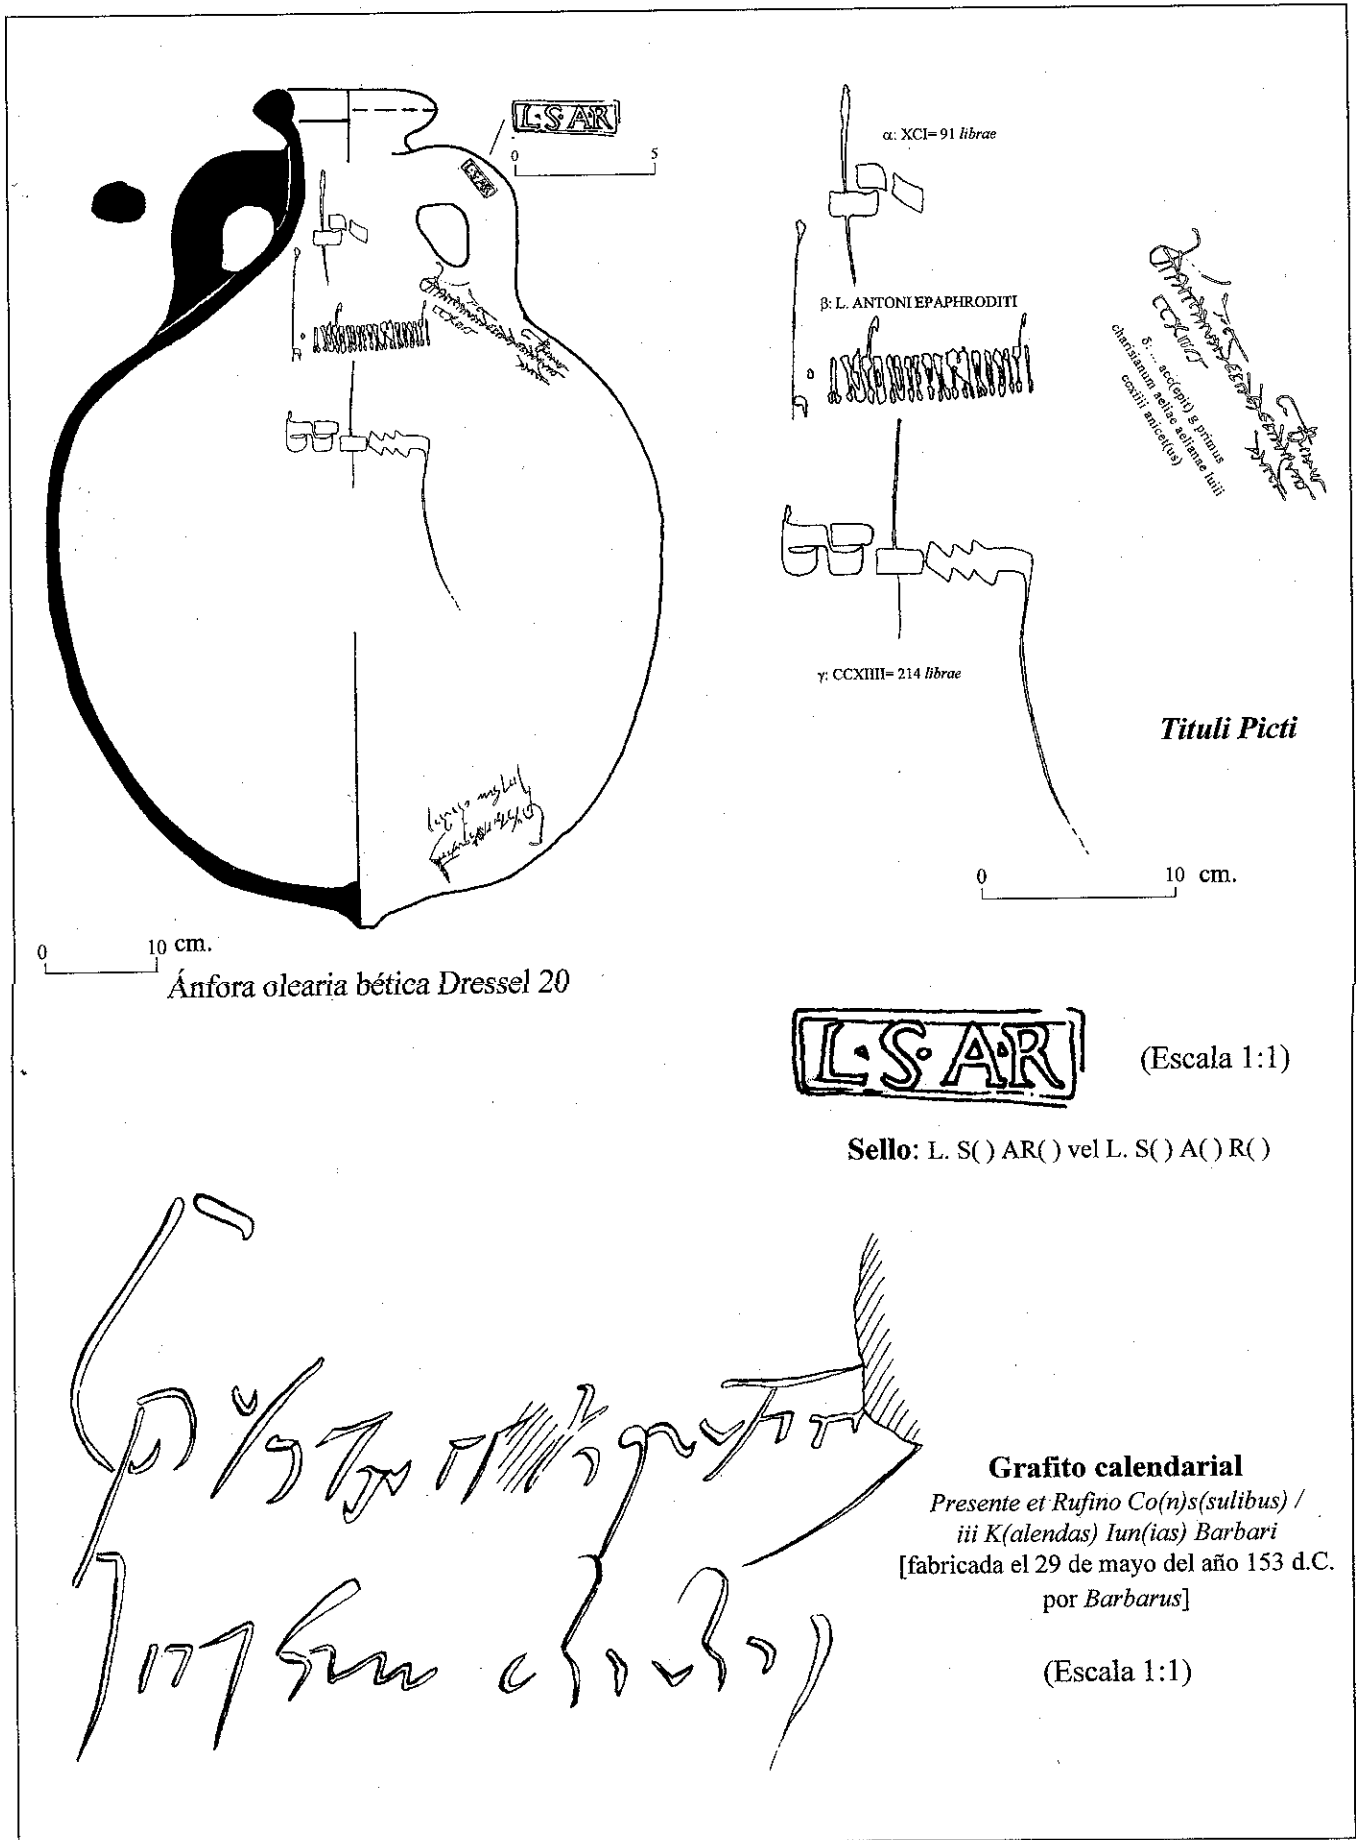 L·S·AR
0 5
L·S·AR
α: XCI= 91 librae
β: L. ANTONI EPAPHRODITI
δ: ... acc(epit) g primus
charisianum aeliae aelianae luiii
ccxiiii anicet(us)
γ: CCXIIII= 214 librae
Tituli Picti
0 10 cm.
0 10 cm.
Ánfora olearia bética Dressel 20
L·S·A·R
(Escala 1:1)
Sello: L. S( ) AR( ) vel L. S( ) A( ) R( )
Grafito calendarial
Presente et Rufino Co(n)s(sulibus) /
iii K(alendas) Iun(ias) Barbari
[fabricada el 29 de mayo del año 153 d.C.
por Barbarus]
(Escala 1:1)